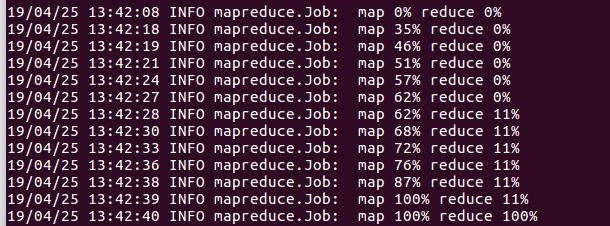 19/04/25 13:42:08 INFO mapreduce.Job:  map 0% reduce 0%
19/04/25 13:42:18 INFO mapreduce.Job:  map 35% reduce 0%
19/04/25 13:42:19 INFO mapreduce.Job:  map 46% reduce 0%
19/04/25 13:42:21 INFO mapreduce.Job:  map 51% reduce 0%
19/04/25 13:42:24 INFO mapreduce.Job:  map 57% reduce 0%
19/04/25 13:42:27 INFO mapreduce.Job:  map 62% reduce 0%
19/04/25 13:42:28 INFO mapreduce.Job:  map 62% reduce 11%
19/04/25 13:42:30 INFO mapreduce.Job:  map 68% reduce 11%
19/04/25 13:42:33 INFO mapreduce.Job:  map 72% reduce 11%
19/04/25 13:42:36 INFO mapreduce.Job:  map 76% reduce 11%
19/04/25 13:42:38 INFO mapreduce.Job:  map 87% reduce 11%
19/04/25 13:42:39 INFO mapreduce.Job:  map 100% reduce 11%
19/04/25 13:42:40 INFO mapreduce.Job:  map 100% reduce 100%